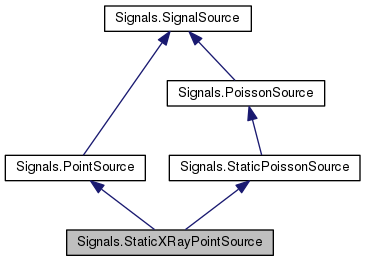 Signals.SignalSource
Signals.PoissonSource
Signals.PointSource
Signals.StaticPoissonSource
Signals.StaticXRayPointSource